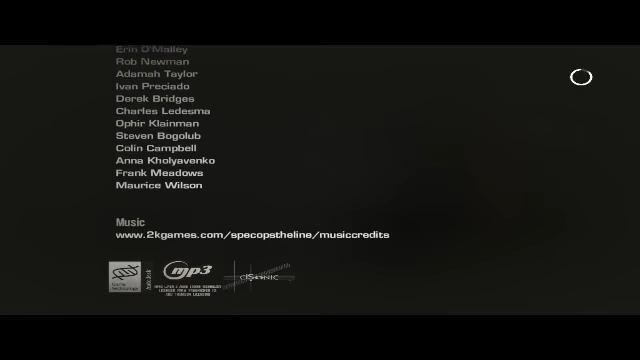 Erin O'Malley
Rob Newman
Adamah Taylor
Ivan Preciado
Derek Bridges
Charles Ledesma
Ophir Klainman
Steven Bogolub
Colin Campbell
Anna Kholyavenko
Frank Meadows
Maurice Wilson
Music
www.2kgames.com/specopstheline/musiccredits
mp3